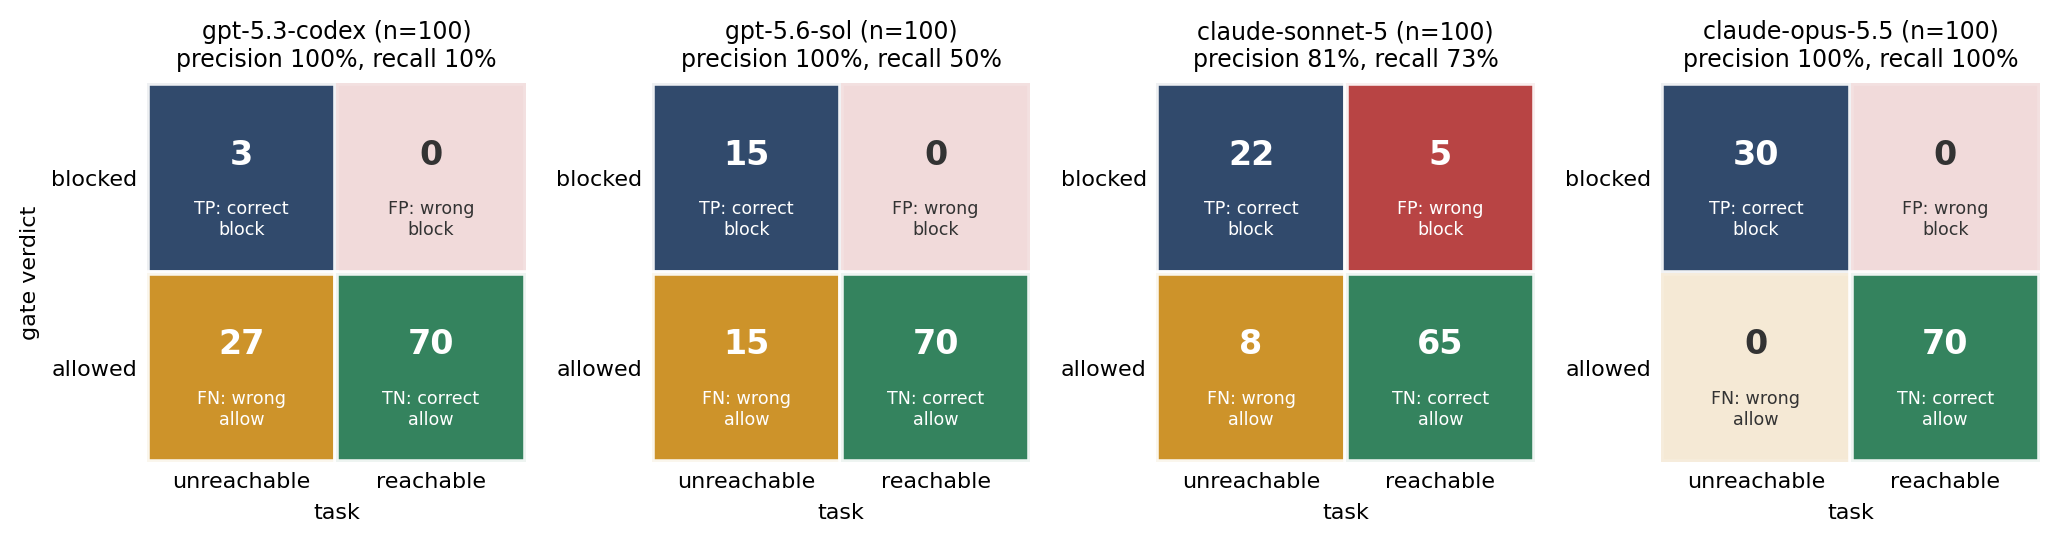 gpt-5.3-codex (n=100)
precision 100%, recall 10%
gpt-5.6-sol (n=100)
precision 100%, recall 50%
claude-sonnet-5 (n=100)
precision 81%, recall 73%
claude-opus-5.5 (n=100)
precision 100%, recall 100%
gate verdict
blocked
3
TP: correct
block
0
FP: wrong
block
allowed
27
FN: wrong
allow
70
TN: correct
allow
unreachable
reachable
task
blocked
15
TP: correct
block
0
FP: wrong
block
allowed
15
FN: wrong
allow
70
TN: correct
allow
unreachable
reachable
task
blocked
22
TP: correct
block
5
FP: wrong
block
allowed
8
FN: wrong
allow
65
TN: correct
allow
unreachable
reachable
task
blocked
30
TP: correct
block
0
FP: wrong
block
allowed
0
FN: wrong
allow
70
TN: correct
allow
unreachable
reachable
task